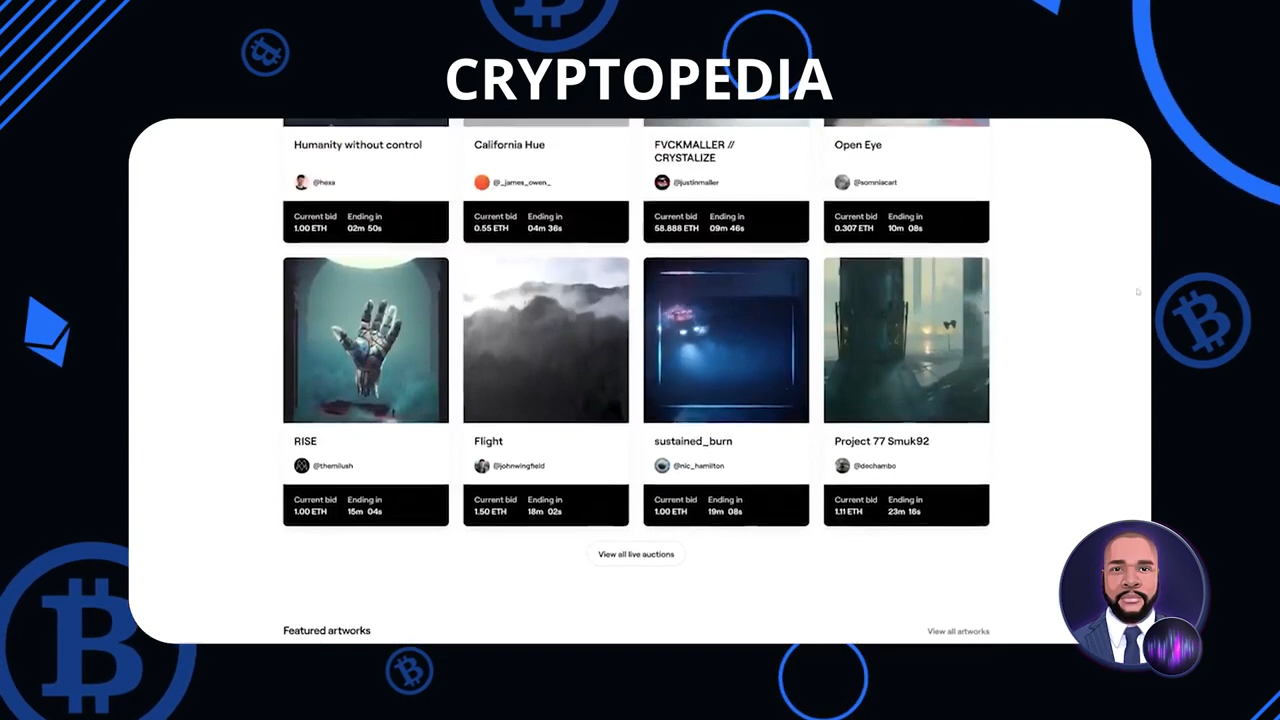 CRYPTOPEDIA
Humanity without control
@hexa
Current bid Ending in
1.00 ETH 02m 50s
California Hue
@_james_owen_
Current bid Ending in
0.55 ETH 04m 36s
FVCKMALLER //
CRYSTALIZE
@justinmaller
Current bid Ending in
58.888 ETH 09m 46s
Open Eye
@somniacart
Current bid Ending in
0.307 ETH 10m 08s
RISE
@themilush
Current bid Ending in
1.00 ETH 15m 04s
Flight
@johnwingfield
Current bid Ending in
1.50 ETH 18m 02s
sustained_burn
@nic_hamilton
Current bid Ending in
1.00 ETH 19m 08s
Project 77 Smuk92
@dechambo
Current bid Ending in
1.11 ETH 23m 16s
View all live auctions
Featured artworks
View all artworks